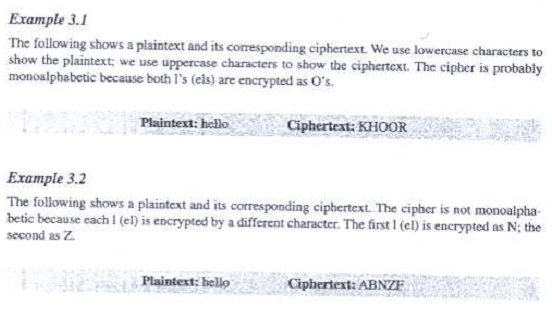 Example 3.1
The following shows a plaintext and its corresponding ciphertext. We use lowercase characters to
show the plaintext; we use uppercase characters to show the ciphertext. The cipher is probably
monoalphabetic because both l's (els) are encrypted as O's.
Plaintext: hello Ciphertext: KHOOR
Example 3.2
The following shows a plaintext and its corresponding ciphertext. The cipher is not monoalpha-
betic because each l (el) is encrypted by a different character. The first l (el) is encrypted as N; the
second as Z.
Plaintext: hello Ciphertext: ABNZF